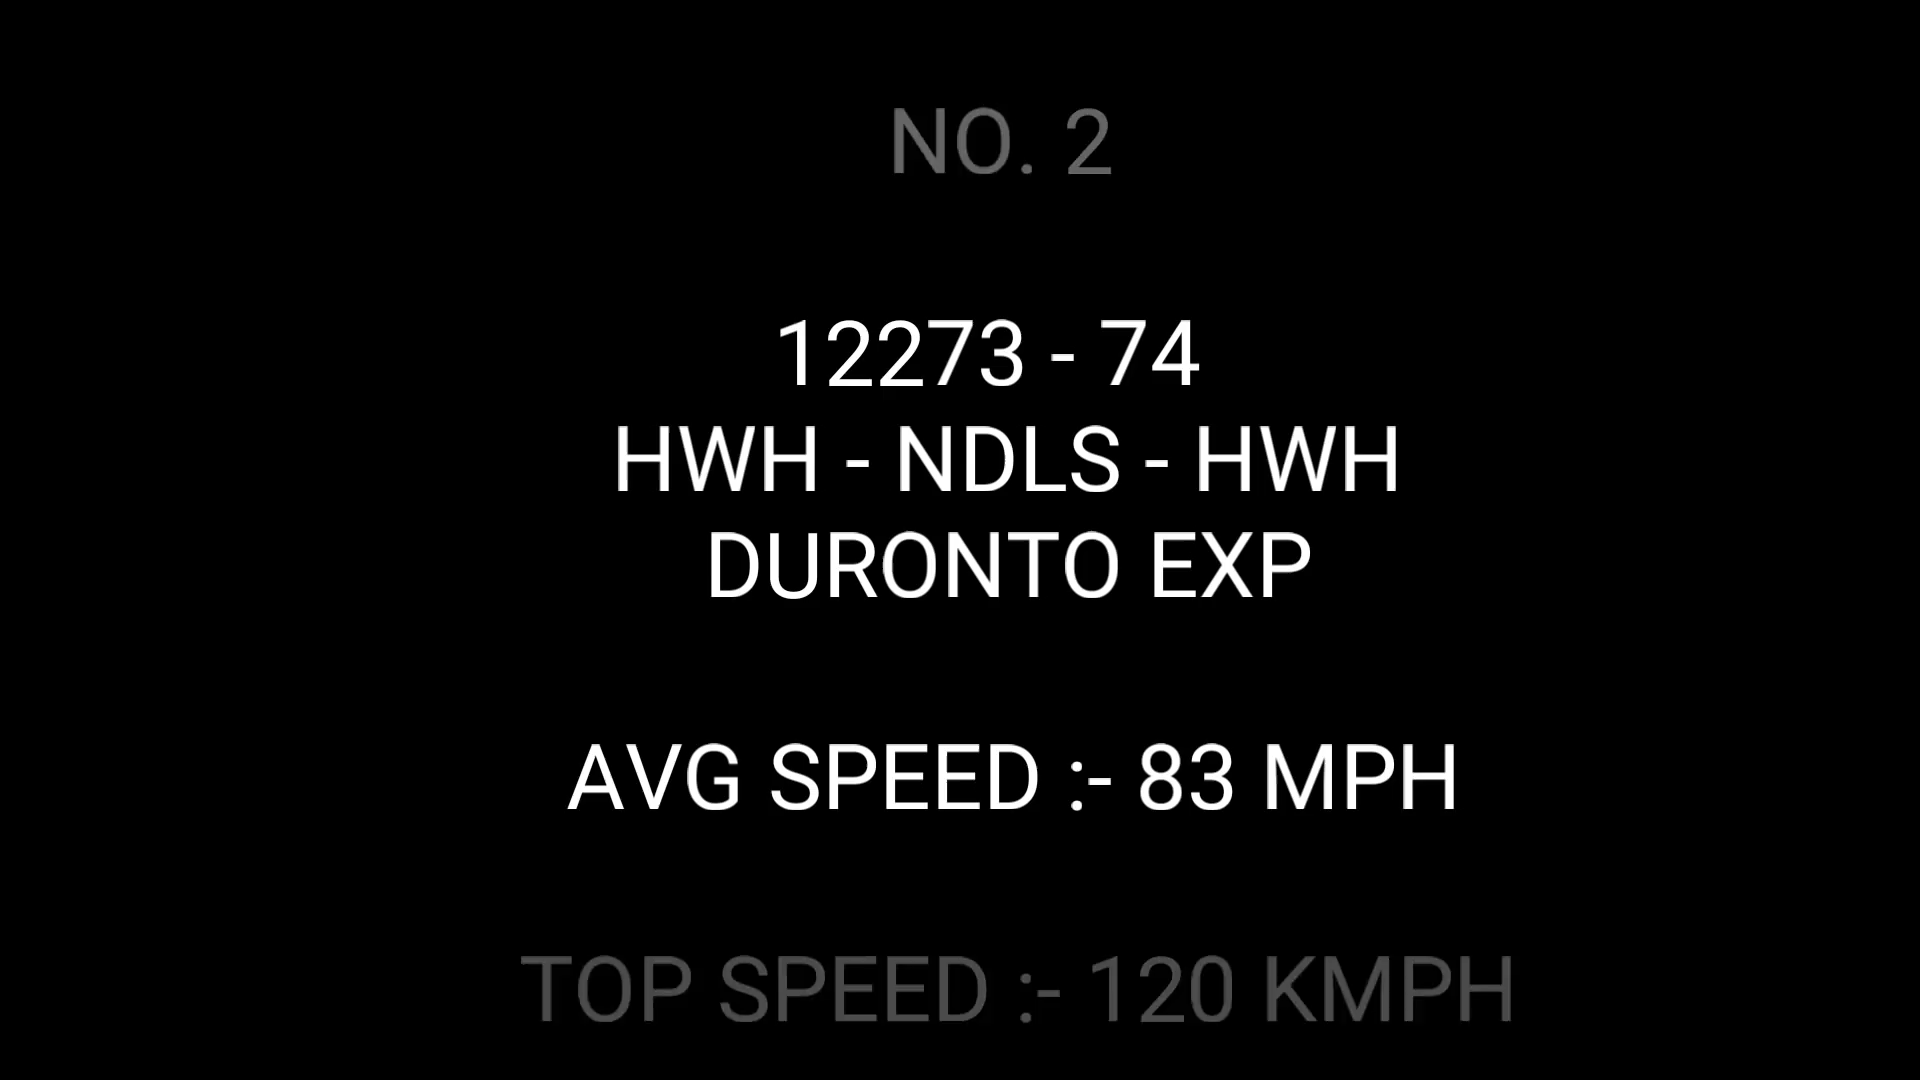 NO. 2
12273 - 74
HWH - NDLS - HWH
DURONTO EXP
AVG SPEED :- 83 MPH
TOP SPEED :- 120 KMPH